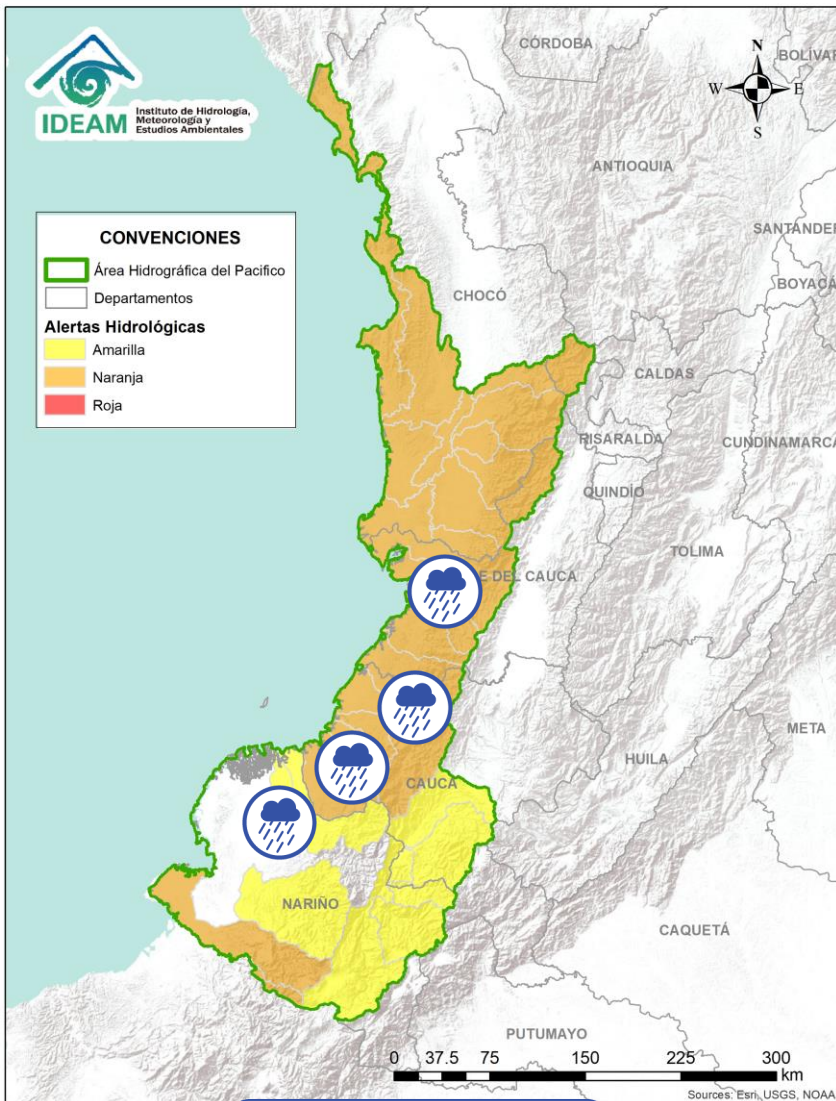 IDEAM
Instituto de Hidrología,
Meteorología y
Estudios Ambientales
CÓRDOBA
BOLÍVAR
N
W
E
S
ANTIOQUIA
SANTANDER
BOYACÁ
CONVENCIONES
Área Hidrográfica del Pacifico
Departamentos
Alertas Hidrológicas
Amarilla
Naranja
Roja
CHOCÓ
CALDAS
RISARALDA
CUNDINAMARCA
QUINDÍO
TOLIMA
E DEL CAUCA
META
HUILA
CAUCA
NARIÑO
CAQUETÁ
PUTUMAYO
0 37.5 75 150 225 300
km
Sources: Esri, USGS, NOAA